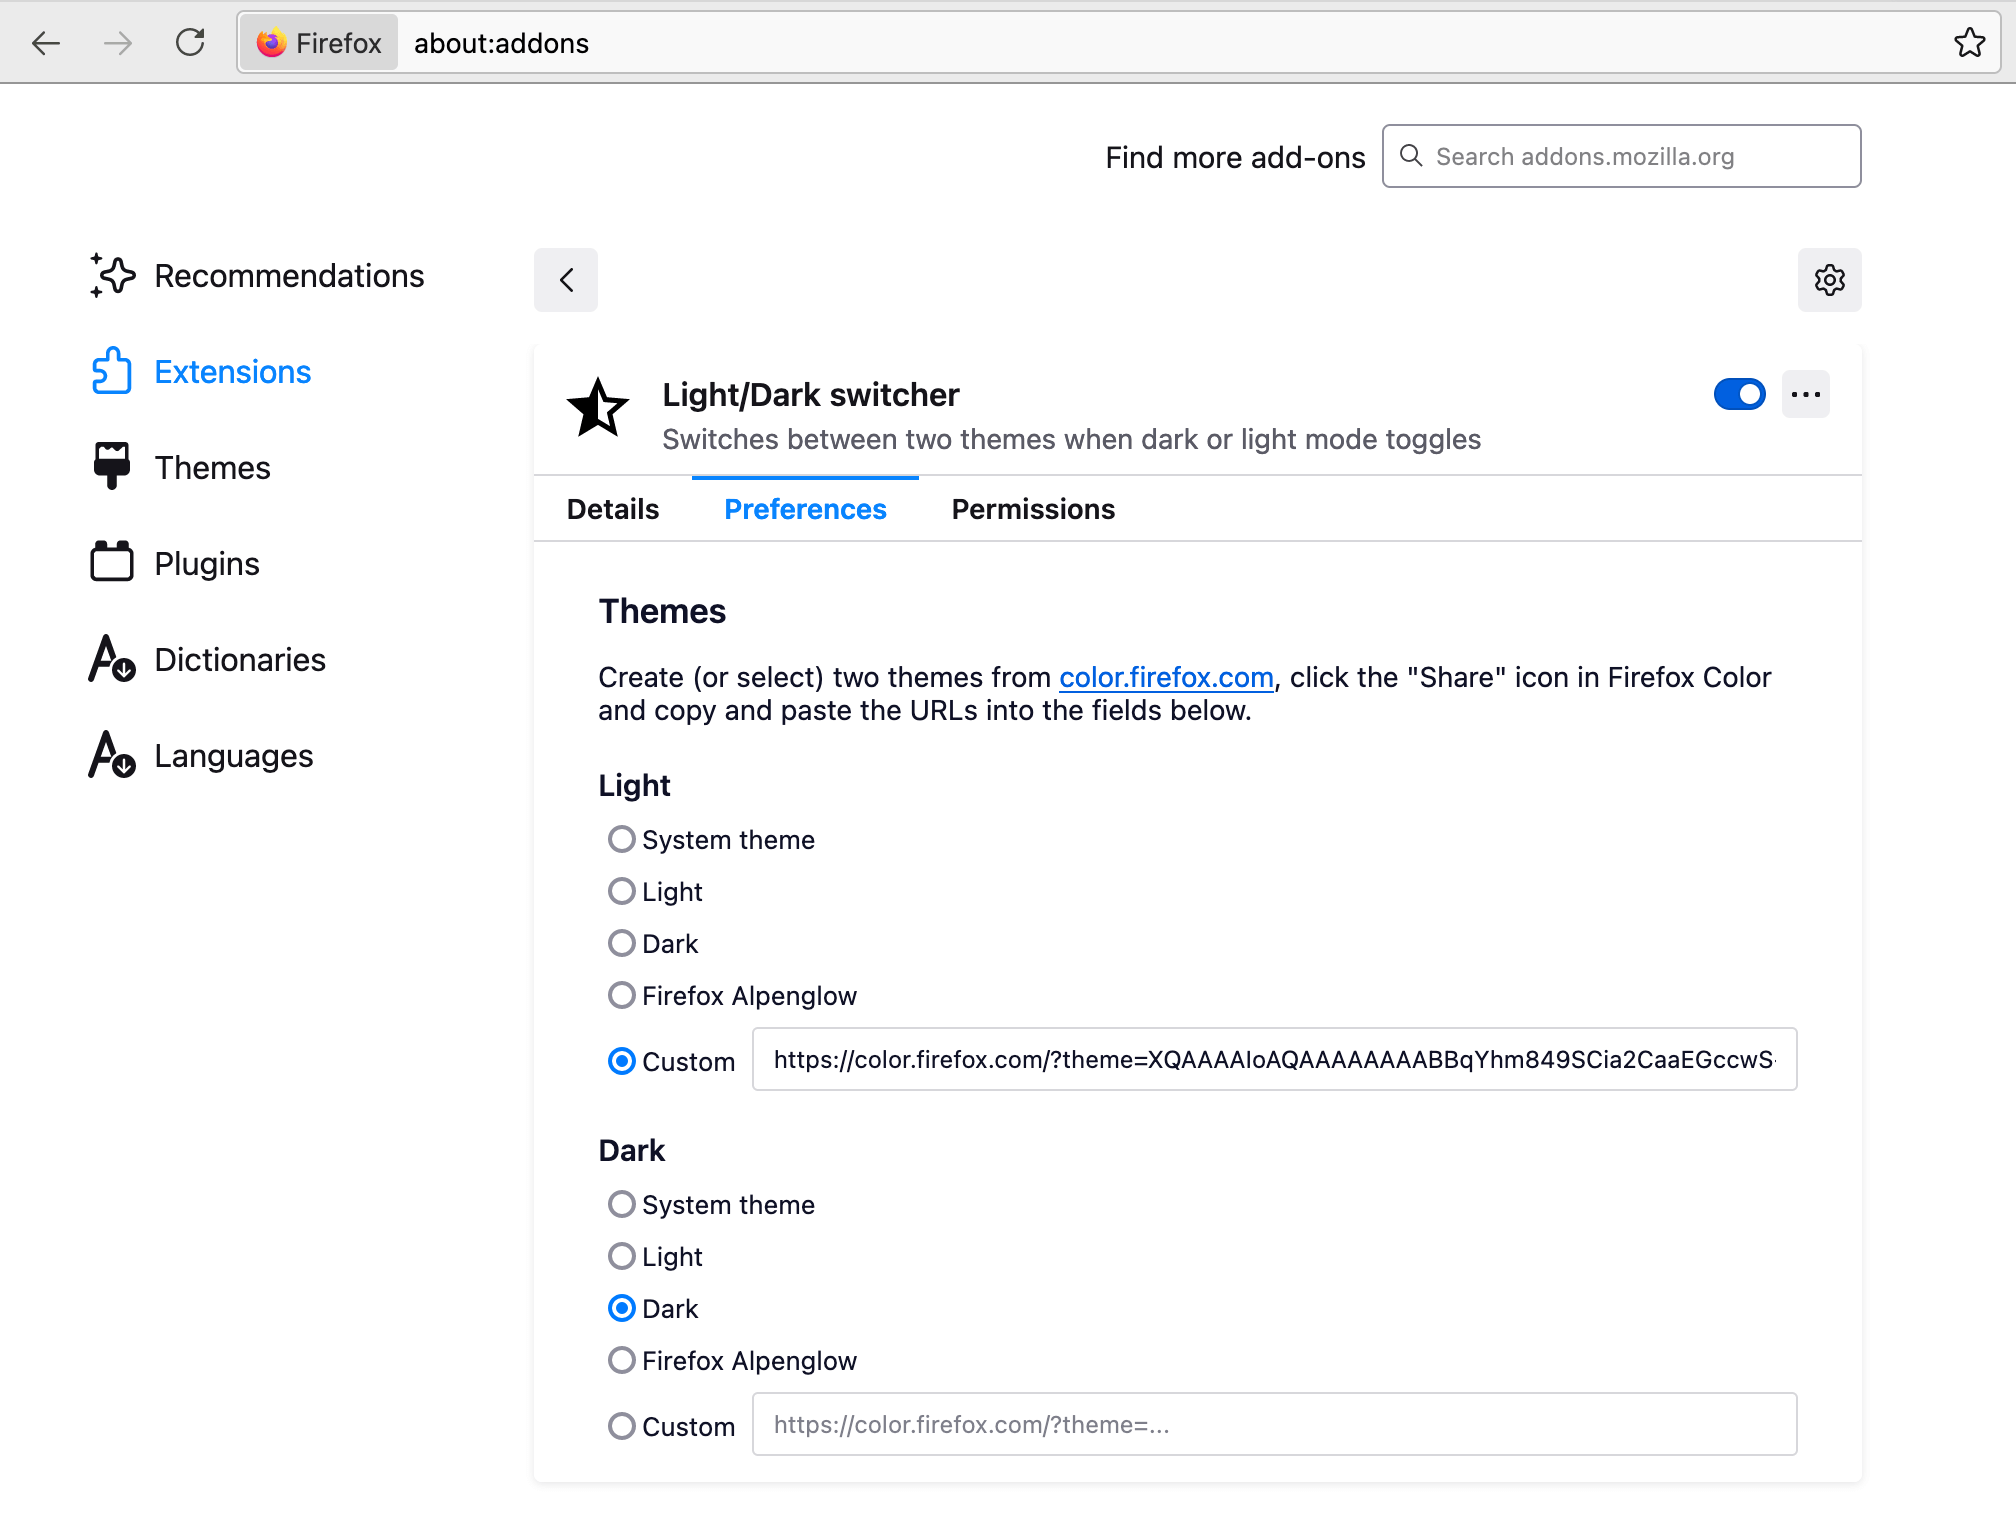 Firefox about:addons
Find more add-ons Search addons.mozilla.org
Recommendations
Extensions
Themes
Plugins
Dictionaries
Languages
Light/Dark switcher
Switches between two themes when dark or light mode toggles
Details Preferences Permissions
Themes
Create (or select) two themes from color.firefox.com, click the "Share" icon in Firefox Color
and copy and paste the URLs into the fields below.
Light
System theme
Light
Dark
Firefox Alpenglow
Custom https://color.firefox.com/?theme=XQAAAAIoAQAAAAAAAABBqYhm849SCia2CaaEGccwS-
Dark
System theme
Light
Dark
Firefox Alpenglow
Custom https://color.firefox.com/?theme=...